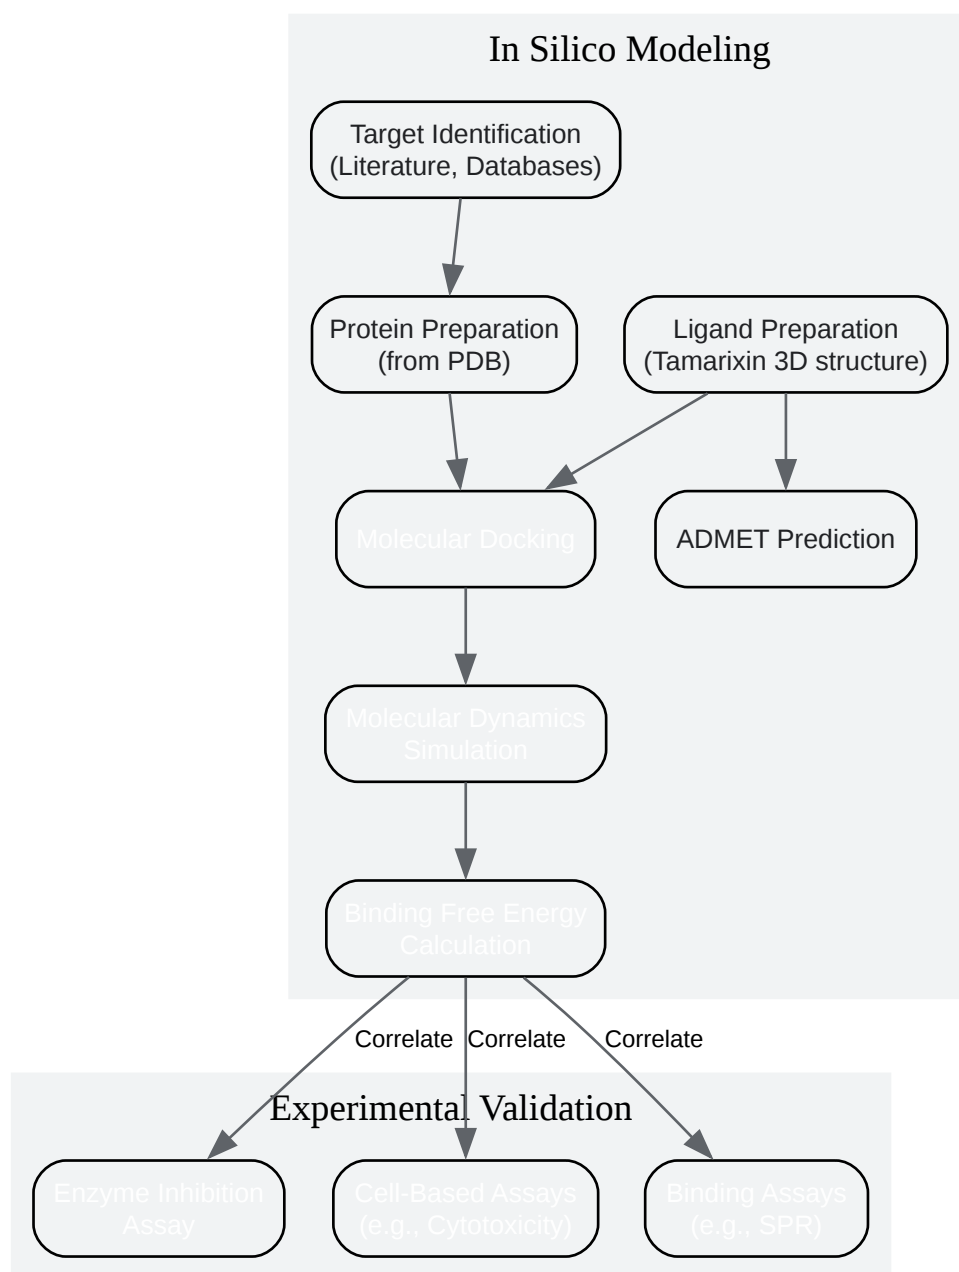 In Silico Modeling
Target Identification
(Literature, Databases)
Protein Preparation
(from PDB)
Ligand Preparation
(Tamarixin 3D structure)
Molecular Docking
ADMET Prediction
Molecular Dynamics
Simulation
Binding Free Energy
Calculation
Correlate
Correlate
Correlate
Experimental Validation
Enzyme Inhibition
Assay
Cell-Based Assays
(e.g., Cytotoxicity)
Binding Assays
(e.g., SPR)